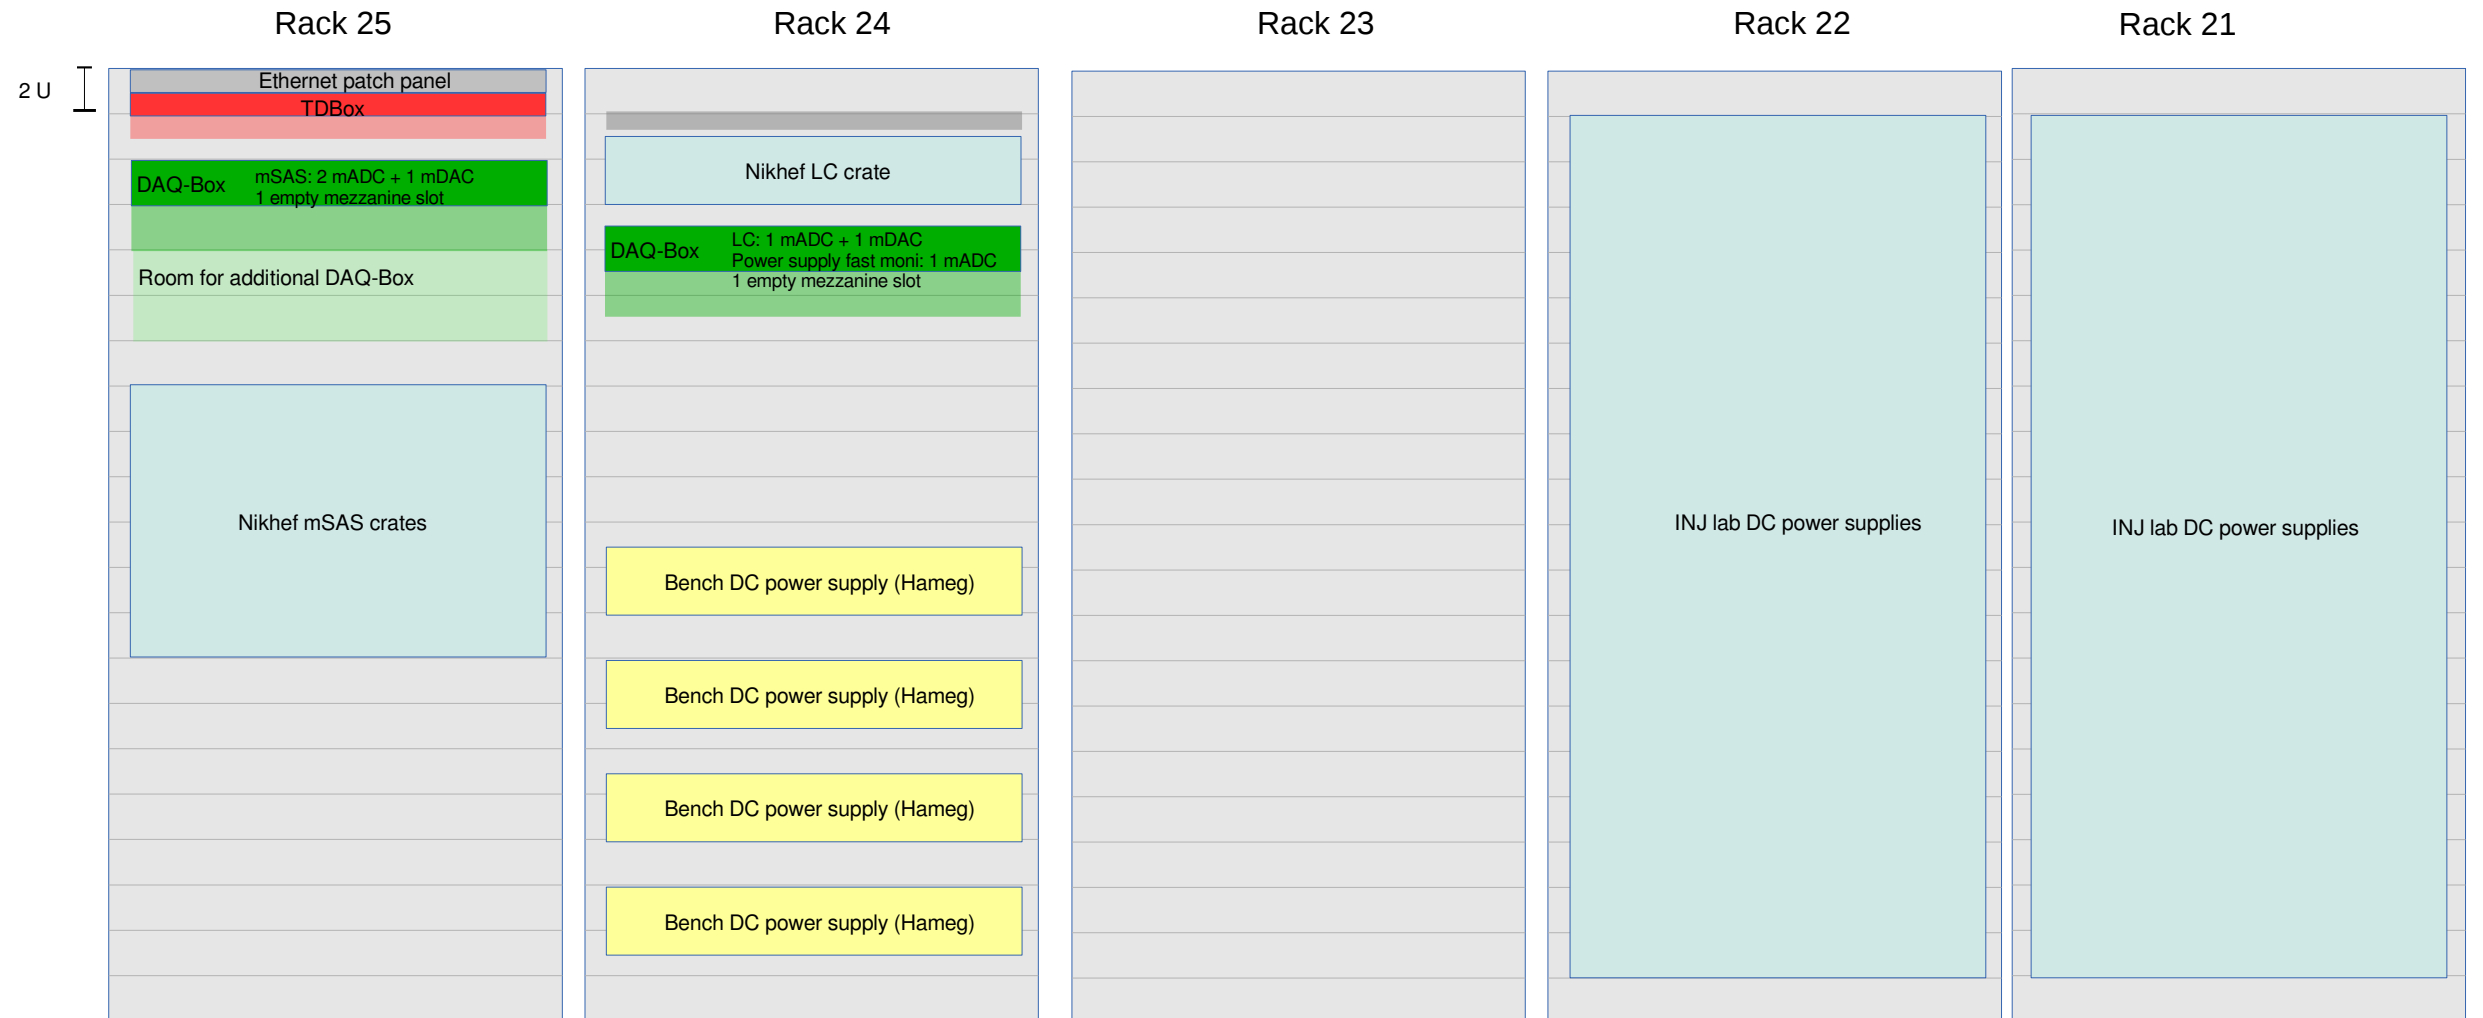 Rack 25
Rack 24
Rack 23
Rack 22
Rack 21
2 U
Ethernet patch panel
TDBox
DAQ-Box
mSAS: 2 mADC + 1 mDAC
1 empty mezzanine slot
Room for additional DAQ-Box
Nikhef mSAS crates
Nikhef LC crate
DAQ-Box
LC: 1 mADC + 1 mDAC
Power supply fast moni: 1 mADC
1 empty mezzanine slot
Bench DC power supply (Hameg)
Bench DC power supply (Hameg)
Bench DC power supply (Hameg)
Bench DC power supply (Hameg)
INJ lab DC power supplies
INJ lab DC power supplies